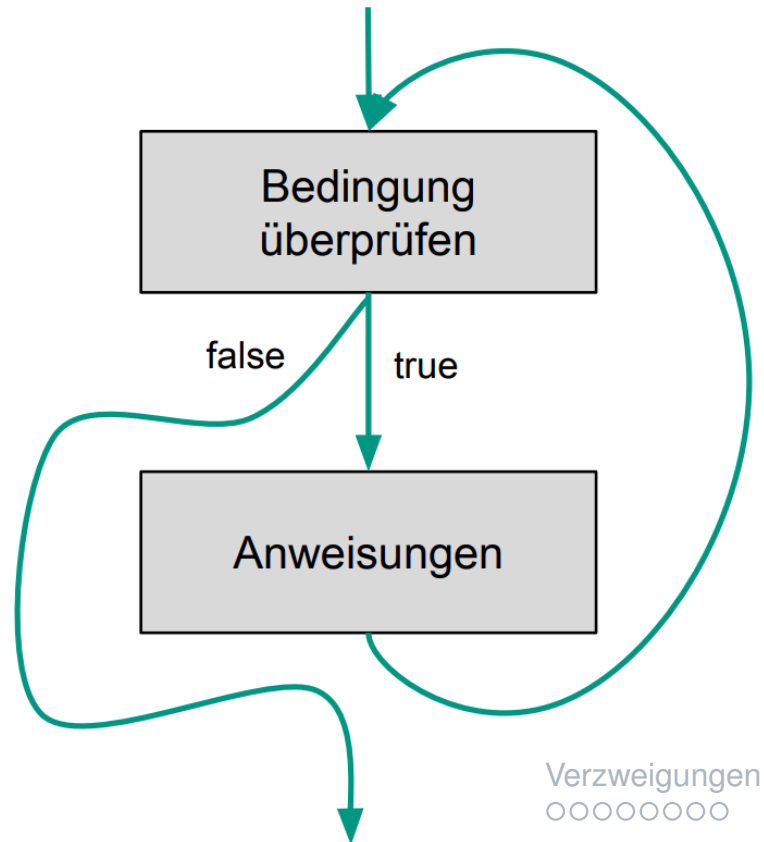 Bedingung
überprüfen
false
true
Anweisungen
Verzweigungen